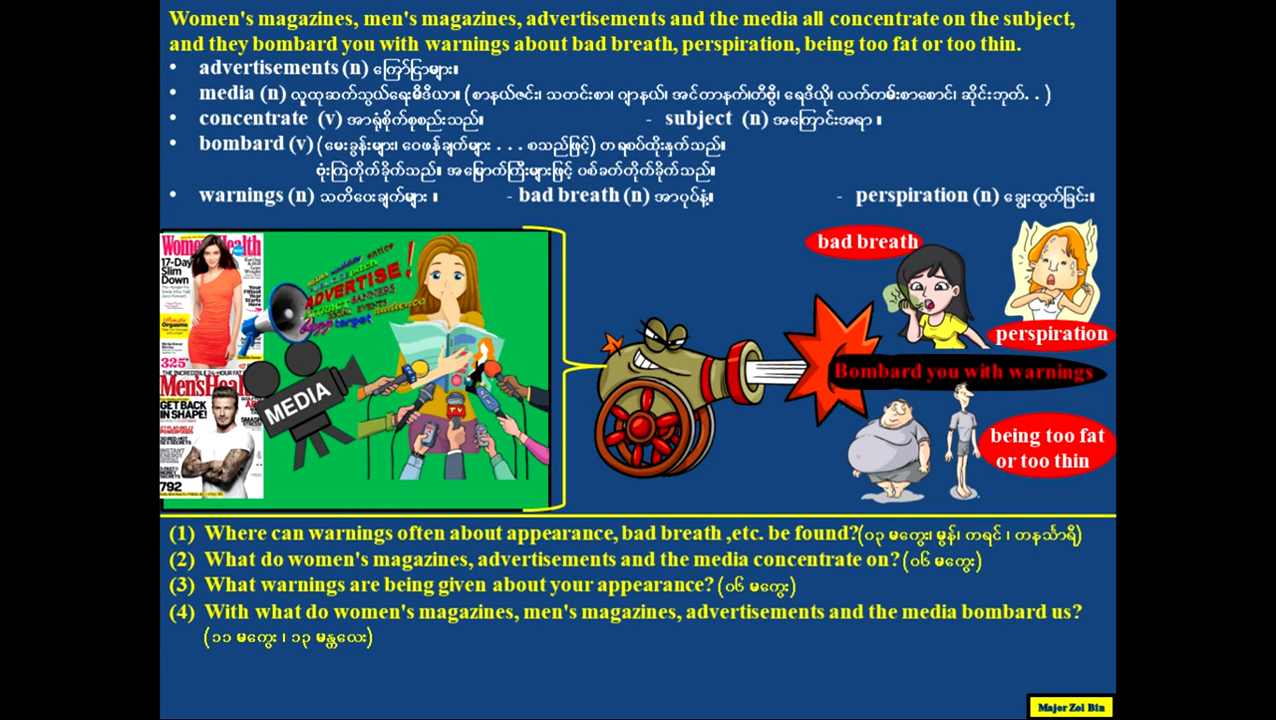 Women's magazines, men's magazines, advertisements and the media all concentrate on the subject,
and they bombard you with warnings about bad breath, perspiration, being too fat or too thin.
• advertisements (n) ကြော်ငြာများ။
• media (n) လူထုဆက်သွယ်ရေးမီဒီယာ။ (စာနယ်ဇင်း၊ သတင်းစာ၊ ဂျာနယ်၊ အင်တာနက်၊တီဗွီ၊ ရေဒီယို၊ လက်ကမ်းစာစောင်၊ ဆိုင်းဘုတ်. . )
• concentrate (v) အာရုံစိုက်စုစည်းသည်။ - subject (n) အကြောင်းအရာ ။
• bombard (v) (မေးခွန်းများ၊ ဝေဖန်ချက်များ . . . စသည်ဖြင့်) တရစပ်ထိုးနှက်သည်။
ဗုံးကြဲတိုက်ခိုက်သည်။ အမြောက်ကြီးများဖြင့် ပစ်ခတ်တိုက်ခိုက်သည်။
• warnings (n) သတိပေးချက်များ ။ - bad breath (n) အာပုပ်နံ့။ - perspiration (n) ချွေးထွက်ခြင်း။
bad breath
perspiration
Women's Health
17-Day
Slim
Down
325
ADVERTISE!
BANNERS
EVENTS
target
audience
MEDIA
Men's Health
GET BACK
IN SHAPE!
792
T.V
Bombard you with warnings
being too fat
or too thin
(1) Where can warnings often about appearance, bad breath ,etc. be found?(၀၃ မကွေး၊ မွန်၊ ကရင် ၊ တနင်္သာရီ)
(2) What do women's magazines, advertisements and the media concentrate on? (၀၆ မကွေး)
(3) What warnings are being given about your appearance? (၀၆ မကွေး)
(4) With what do women's magazines, men's magazines, advertisements and the media bombard us?
(၁၁ မကွေး ၊ ၁၃ မန္တလေး)
Major Zol Bin